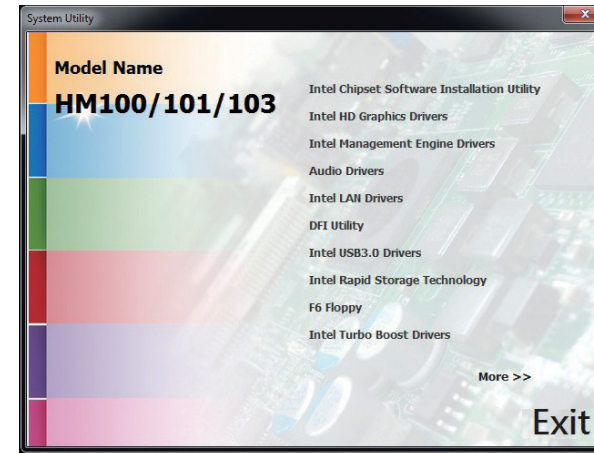 System Utility
Model Name
HM100/101/103
Intel Chipset Software Installation Utility
Intel HD Graphics Drivers
Intel Management Engine Drivers
Audio Drivers
Intel LAN Drivers
DFI Utility
Intel USB3.0 Drivers
Intel Rapid Storage Technology
F6 Floppy
Intel Turbo Boost Drivers
More >>
Exit